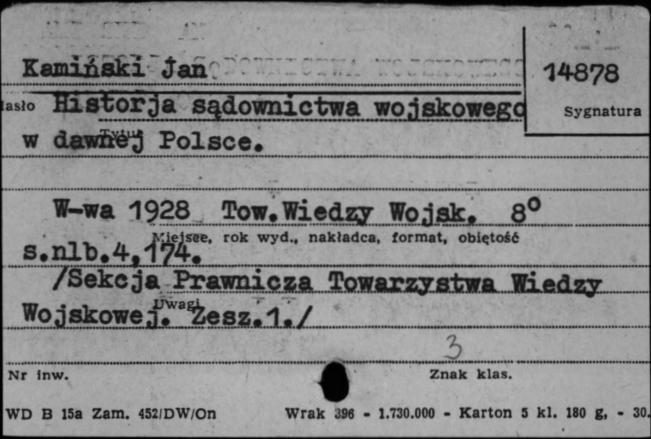 Kamiński Jan
14878
Hasło Historja sądownictwa wojskowego
Sygnatura
Tytuł
w dawnej Polsce.
W-wa 1928 Tow.Wiedzy Wojsk. 8°
Miejsce, rok wyd., nakładca, format, obiętość
s.nlb.4,174.
/Sekcja Prawnicza Towarzystwa Wiedzy
Uwagi
Wojskowej. Zesz.1./
3
Nr inw.
Znak klas.
WD B 15a Zam. 452/DW/On Wrak 396 - 1.730.000 - Karton 5 kl. 180 g, - 30.